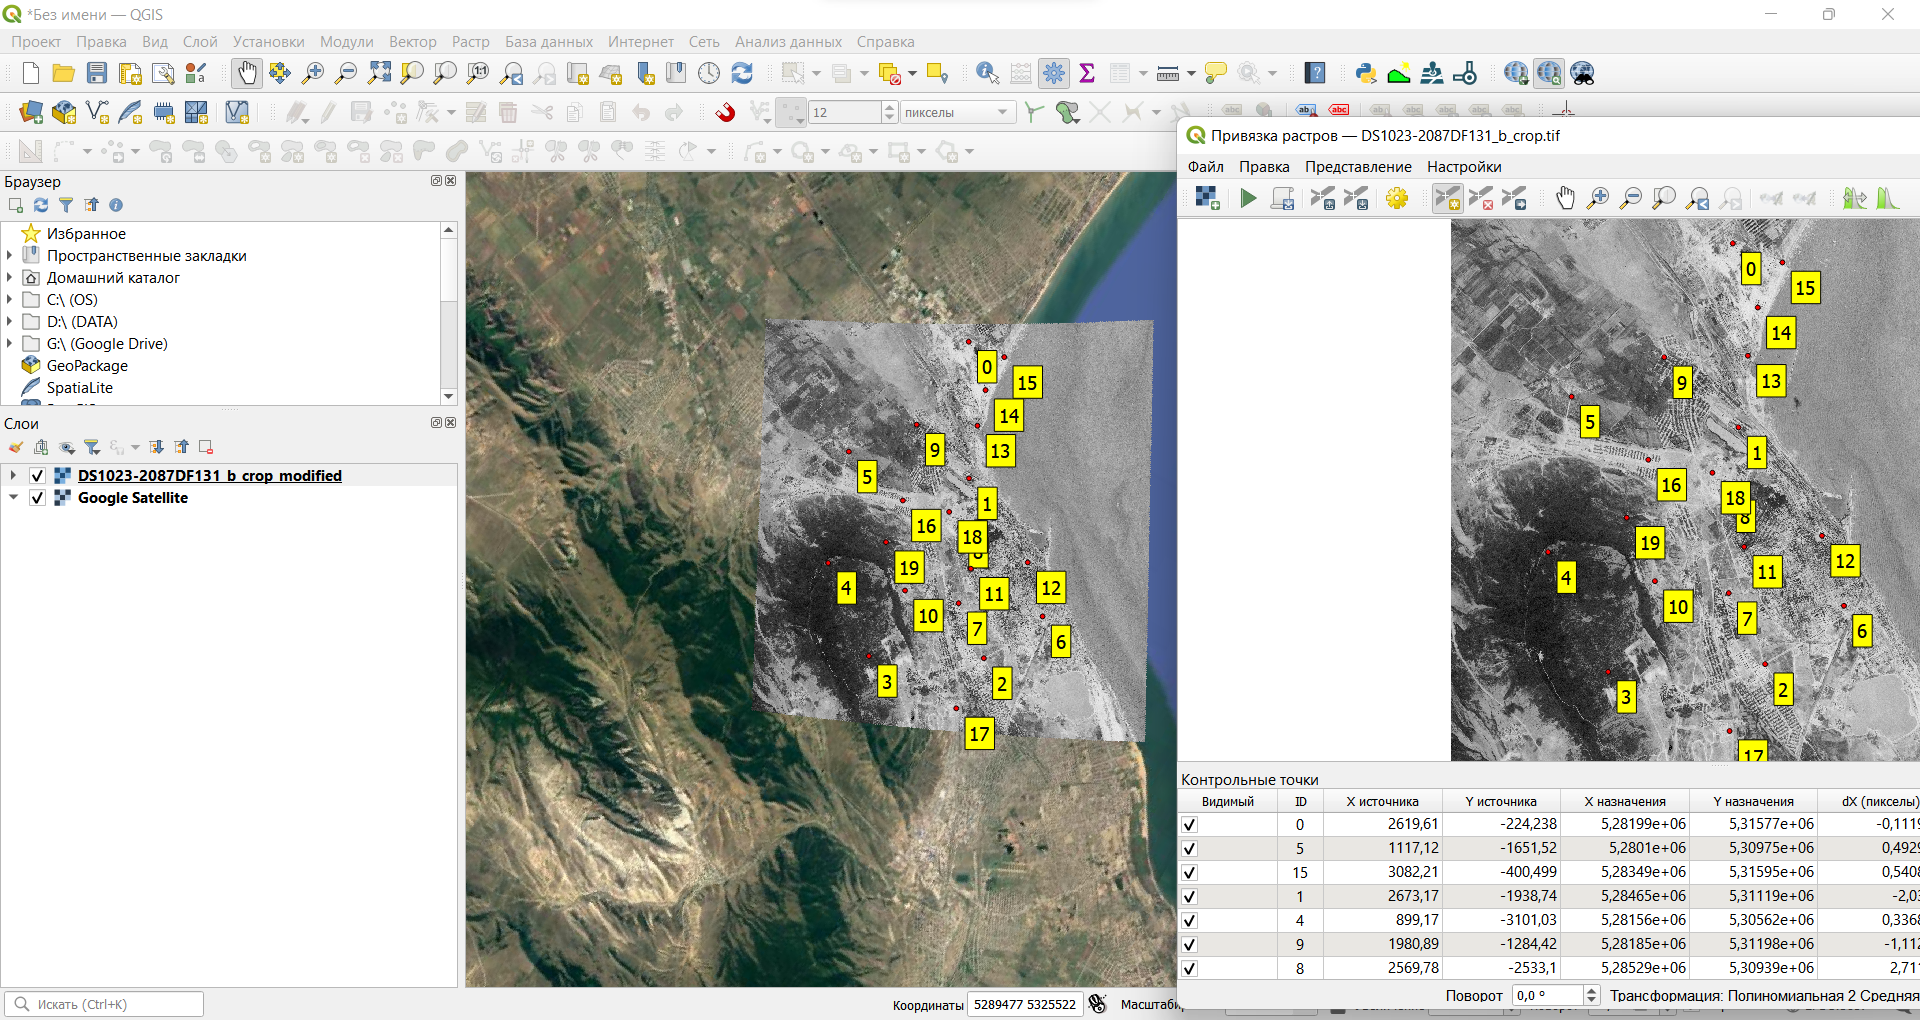 *Без имени — QGIS
Проект Правка Вид Слой Установки Модули Вектор Растр База данных Интернет Сеть Анализ данных Справка
12 пикселы
Привязка растров — DS1023-2087DF131_b_crop.tif
Файл Правка Представление Настройки
Браузер
Избранное
Пространственные закладки
Домашний каталог
C:\ (OS)
D:\ (DATA)
G:\ (Google Drive)
GeoPackage
SpatiaLite
Слои
DS1023-2087DF131_b_crop_modified
Google Satellite
0
15
14
9
13
5
1
16
18
8
19
4
11
12
10
7
6
3
2
17
0
15
14
9
13
5
1
16
18
8
19
4
11
12
10
7
6
3
2
17
Контрольные точки
Видимый ID X источника Y источника X назначения Y назначения dX (пикселы)
0 2619,61 -224,238 5,28199e+06 5,31577e+06 -0,1119
5 1117,12 -1651,52 5,2801e+06 5,30975e+06 0,4929
15 3082,21 -400,499 5,28349e+06 5,31595e+06 0,5408
1 2673,17 -1938,74 5,28465e+06 5,31119e+06 -2,03
4 899,17 -3101,03 5,28156e+06 5,30562e+06 0,3368
9 1980,89 -1284,42 5,28185e+06 5,31198e+06 -1,112
8 2569,78 -2533,1 5,28529e+06 5,30939e+06 2,711
Поворот 0,0 ° Трансформация: Полиномиальная 2 Средняя
Искать (Ctrl+K)
Координаты 5289477 5325522 Масштаб